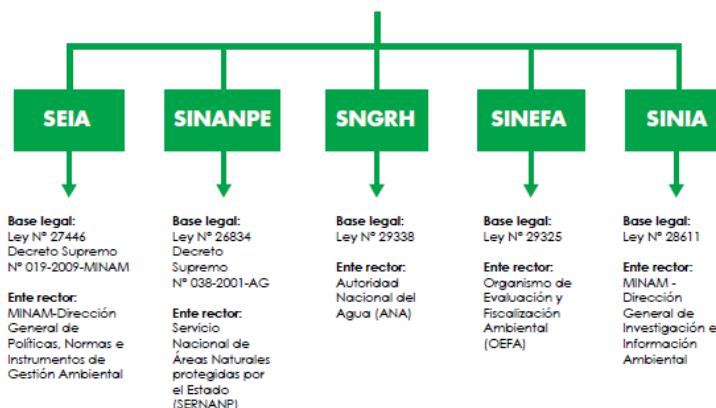 SEIA
Base legal:
Ley N° 27446
Decreto Supremo
N° 019-2009-MINAM
Ente rector:
MINAM-Dirección
General de
Políticas, Normas e
Instrumentos de
Gestión Ambiental
SINANPE
Base legal:
Ley N° 26834
Decreto
Supremo
N° 038-2001-AG
Ente rector:
Servicio
Nacional de
Áreas Naturales
protegidas por
el Estado
(SERNANP)
SNGRH
Base legal:
Ley N° 29338
Ente rector:
Autoridad
Nacional del
Agua (ANA)
SINEFA
Base legal:
Ley N° 29325
Ente rector:
Organismo de
Evaluación y
Fiscalización
Ambiental
(OEFA)
SINIA
Base legal:
Ley N° 28611
Ente rector:
MINAM -
Dirección
General de
Investigación e
Información
Ambiental